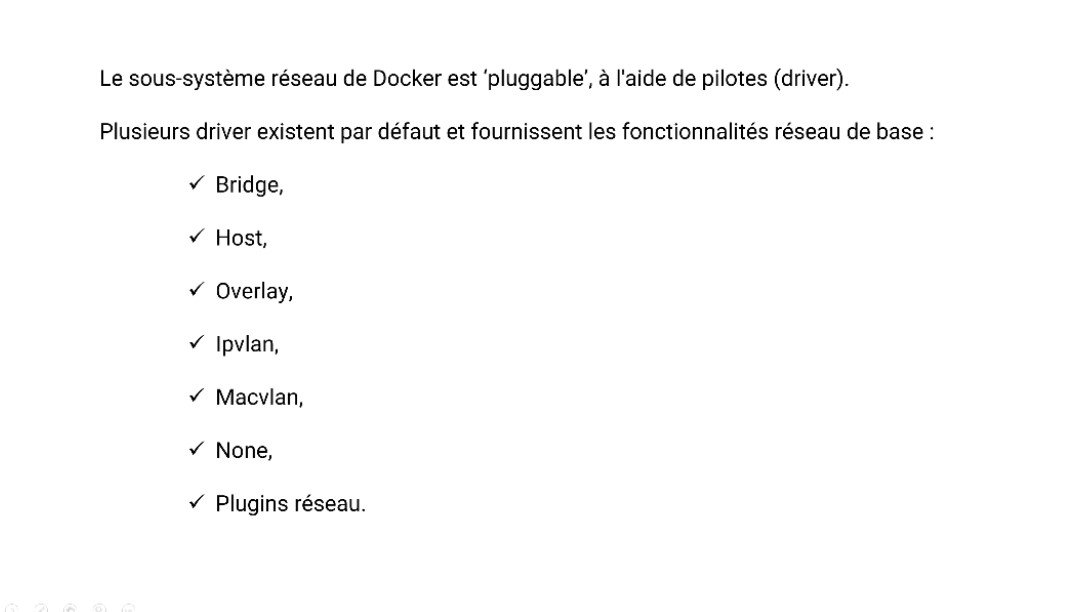 Le sous-système réseau de Docker est ‘pluggable’, à l'aide de pilotes (driver).
Plusieurs driver existent par défaut et fournissent les fonctionnalités réseau de base :
✓ Bridge,
✓ Host,
✓ Overlay,
✓ Ipvlan,
✓ Macvlan,
✓ None,
✓ Plugins réseau.